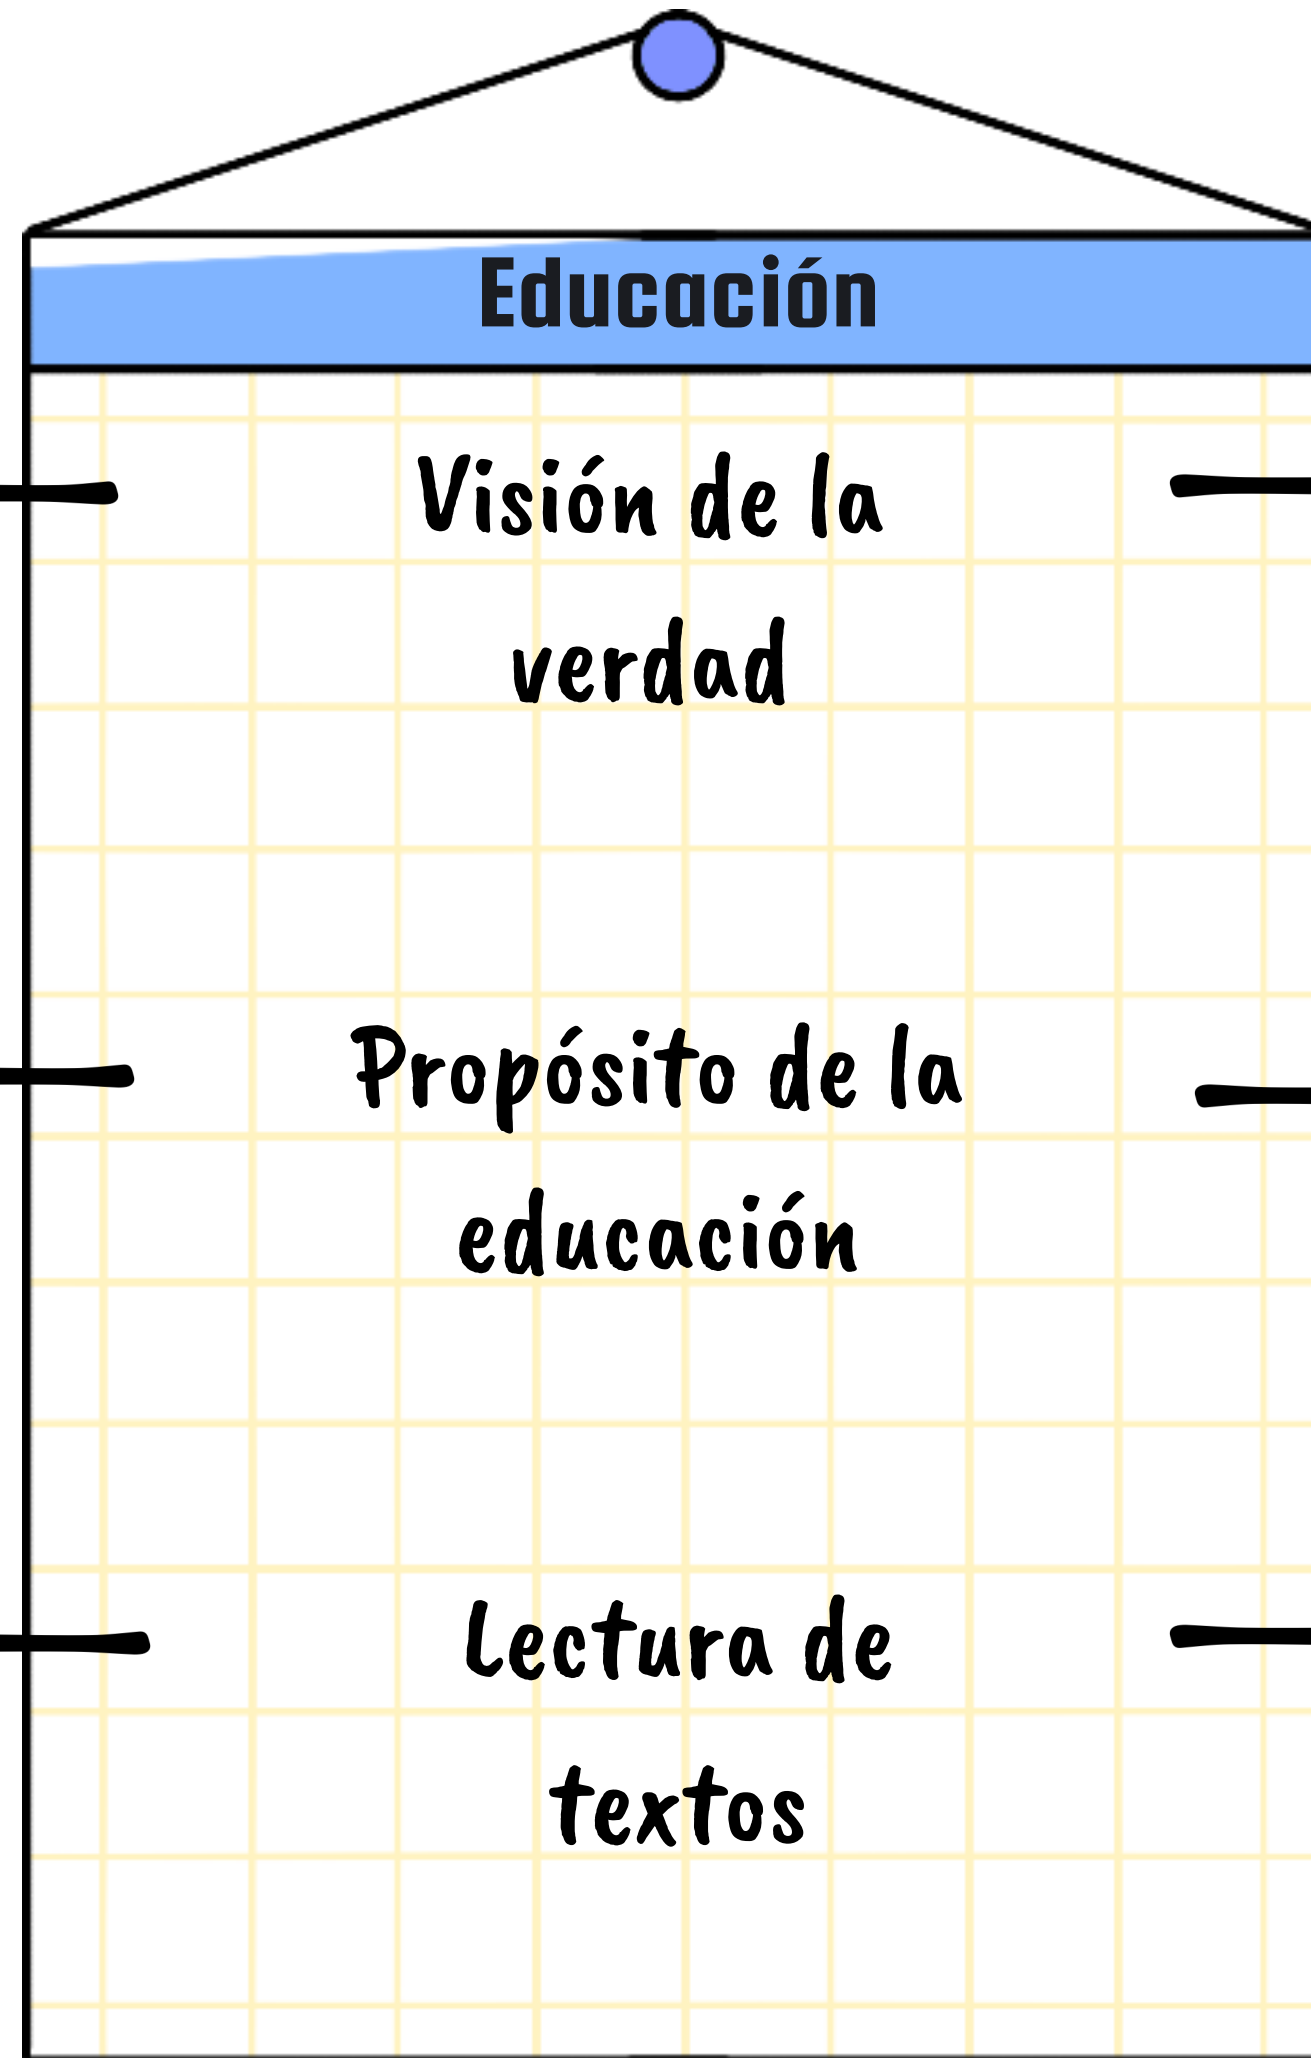 Educación
Visión de la
verdad
Propósito de la
educación
Lectura de
textos